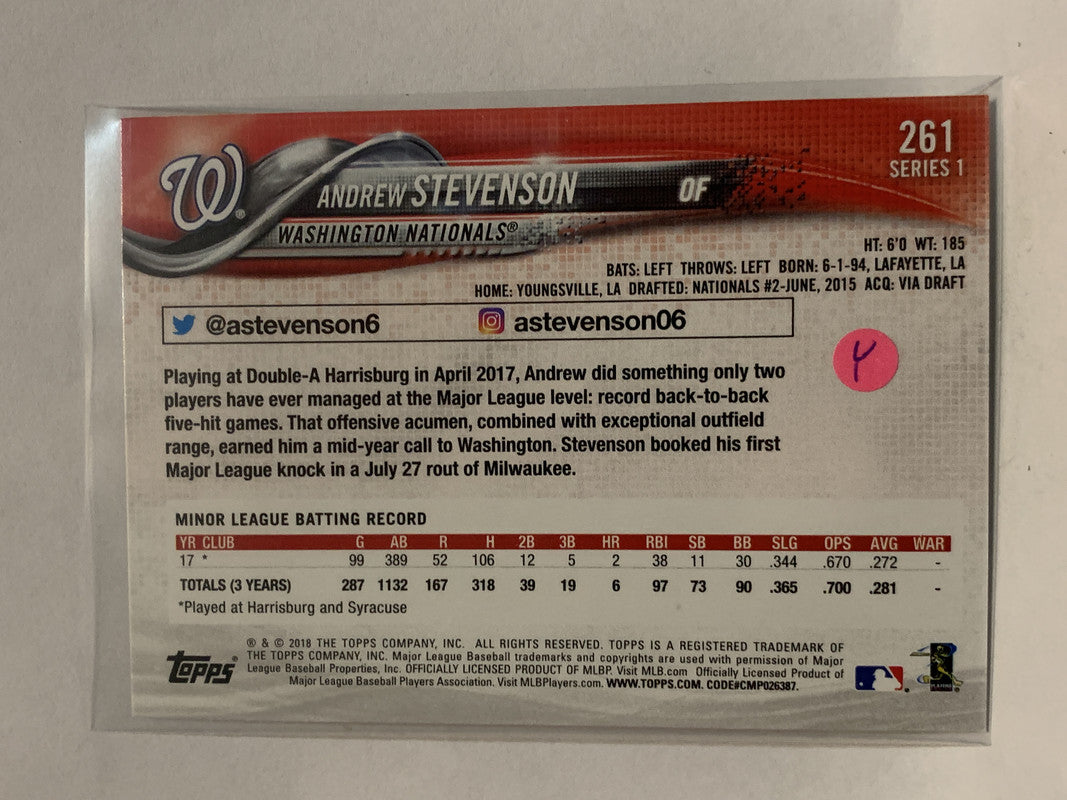 W®
ANDREW STEVENSON OF
WASHINGTON NATIONALS®
261
SERIES 1
HT: 6'0 WT: 185
BATS: LEFT THROWS: LEFT BORN: 6-1-94, LAFAYETTE, LA
HOME: YOUNGSVILLE, LA DRAFTED: NATIONALS #2-JUNE, 2015 ACQ: VIA DRAFT
@astevenson6 astevenson06
Y
Playing at Double-A Harrisburg in April 2017, Andrew did something only two
players have ever managed at the Major League level: record back-to-back
five-hit games. That offensive acumen, combined with exceptional outfield
range, earned him a mid-year call to Washington. Stevenson booked his first
Major League knock in a July 27 rout of Milwaukee.
MINOR LEAGUE BATTING RECORD
YR CLUB G AB R H 2B 3B HR RBI SB BB SLG OPS AVG WAR
17 * 99 389 52 106 12 5 2 38 11 30 .344 .670 .272 -
TOTALS (3 YEARS) 287 1132 167 318 39 19 6 97 73 90 .365 .700 .281 -
*Played at Harrisburg and Syracuse
TOPPS®
® & © 2018 THE TOPPS COMPANY, INC. ALL RIGHTS RESERVED. TOPPS IS A REGISTERED TRADEMARK OF
THE TOPPS COMPANY, INC. Major League Baseball trademarks and copyrights are used with permission of Major
League Baseball Properties, Inc. OFFICIALLY LICENSED PRODUCT OF MLBP. Visit MLB.com Officially Licensed Product of
Major League Baseball Players Association. Visit MLBPlayers.com. WWW.TOPPS.COM. CODE#CMP026387.